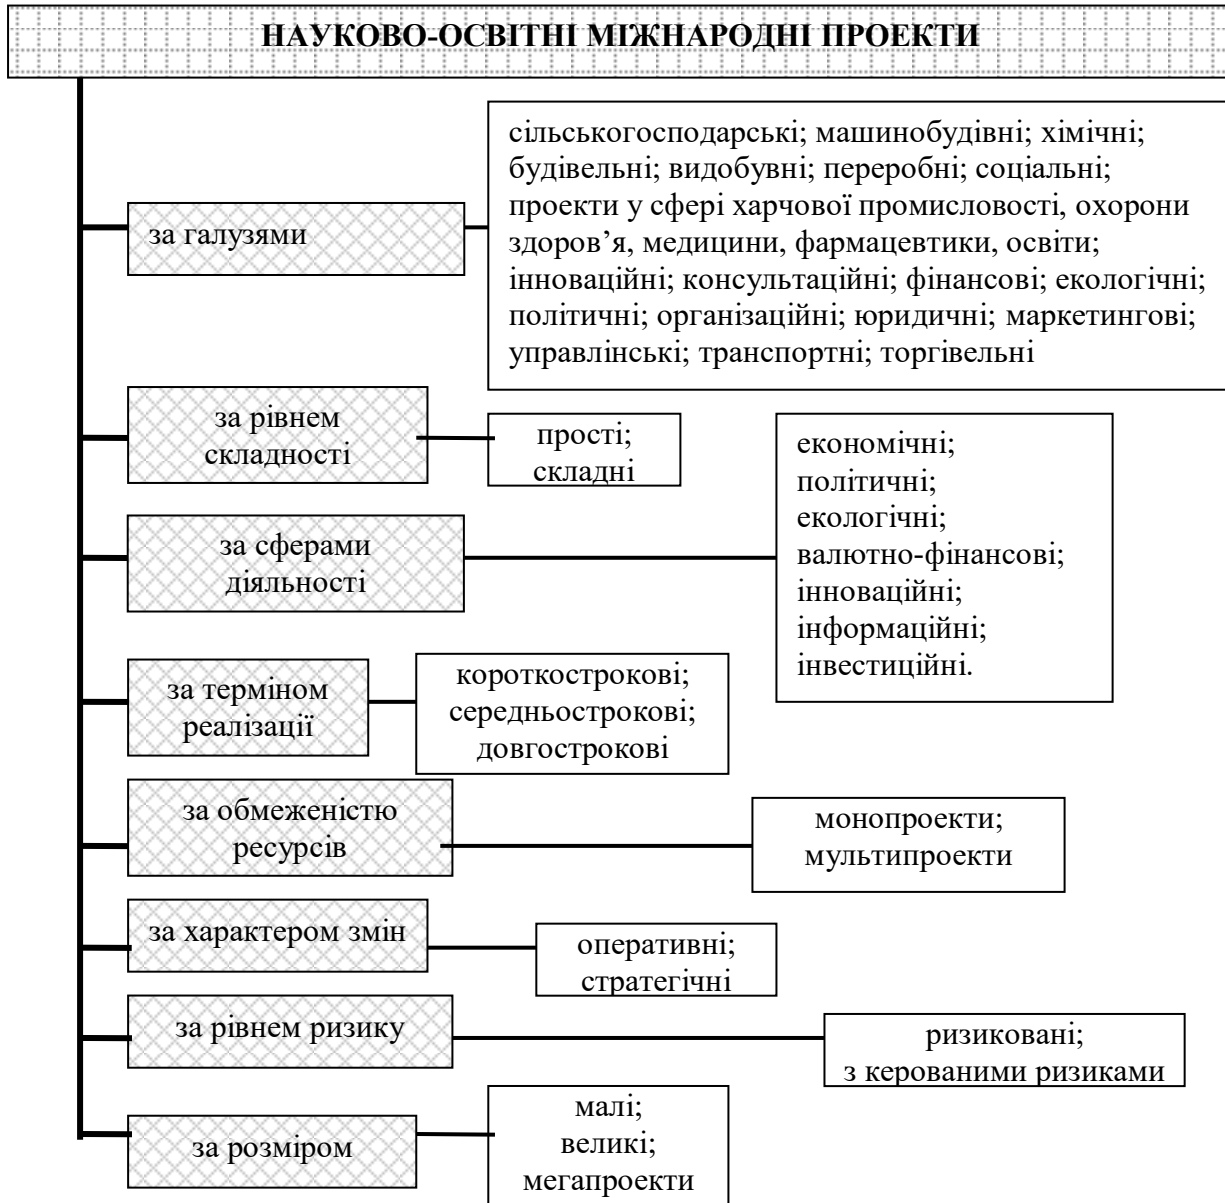 НАУКОВО-ОСВІТНІ МІЖНАРОДНІ ПРОЕКТИ
за галузями
сільськогосподарські; машинобудівні; хімічні;
будівельні; видобувні; переробні; соціальні;
проекти у сфері харчової промисловості, охорони
здоров’я, медицини, фармацевтики, освіти;
інноваційні; консультаційні; фінансові; екологічні;
політичні; організаційні; юридичні; маркетингові;
управлінські; транспортні; торгівельні
за рівнем
складності
прості;
складні
за сферами
діяльності
економічні;
політичні;
екологічні;
валютно-фінансові;
інноваційні;
інформаційні;
інвестиційні.
за терміном
реалізації
короткострокові;
середньострокові;
довгострокові
за обмеженістю
ресурсів
монопроекти;
мультипроекти
за характером змін
оперативні;
стратегічні
за рівнем ризику
ризиковані;
з керованими ризиками
за розміром
малі;
великі;
мегапроекти